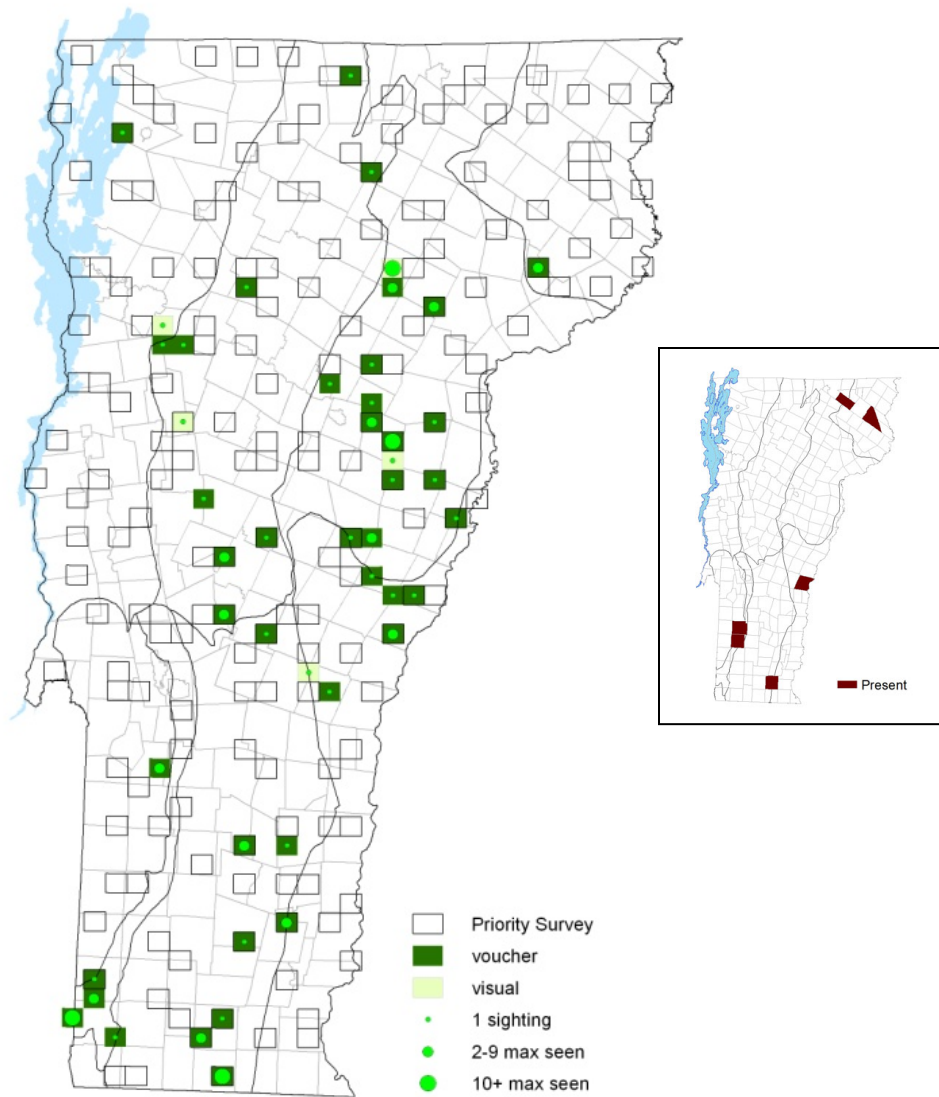 Present
Priority Survey
voucher
visual
1 sighting
2-9 max seen
10+ max seen